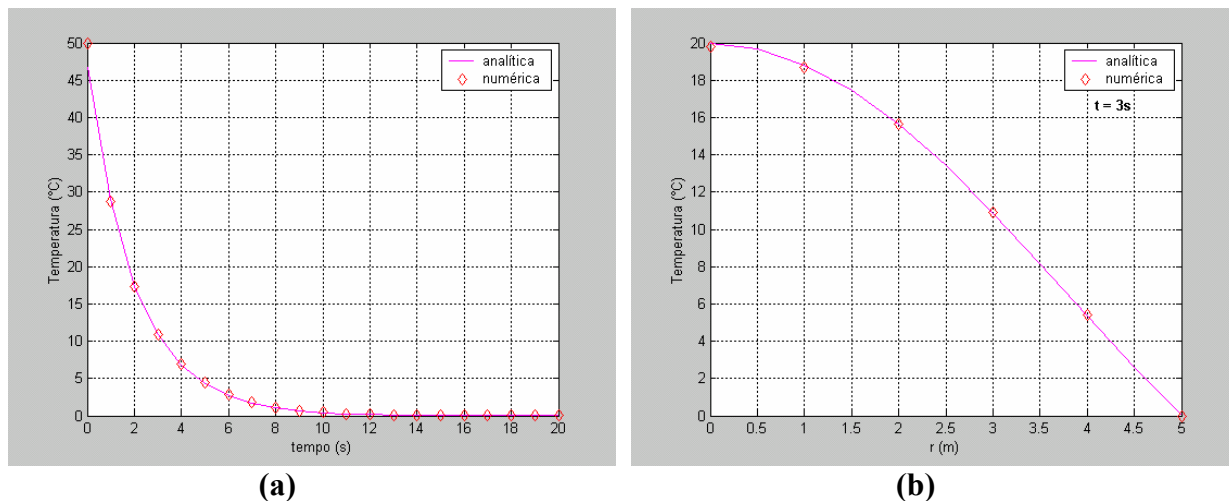 50
45
40
35
30
25
20
15
10
5
0
Temperatura (°C)
analítica
numérica
0 2 4 6 8 10 12 14 16 18 20
tempo (s)
(a)
20
18
16
14
12
10
8
6
4
2
0
Temperatura (°C)
analítica
numérica
t = 3s
0 0.5 1 1.5 2 2.5 3 3.5 4 4.5 5
r (m)
(b)